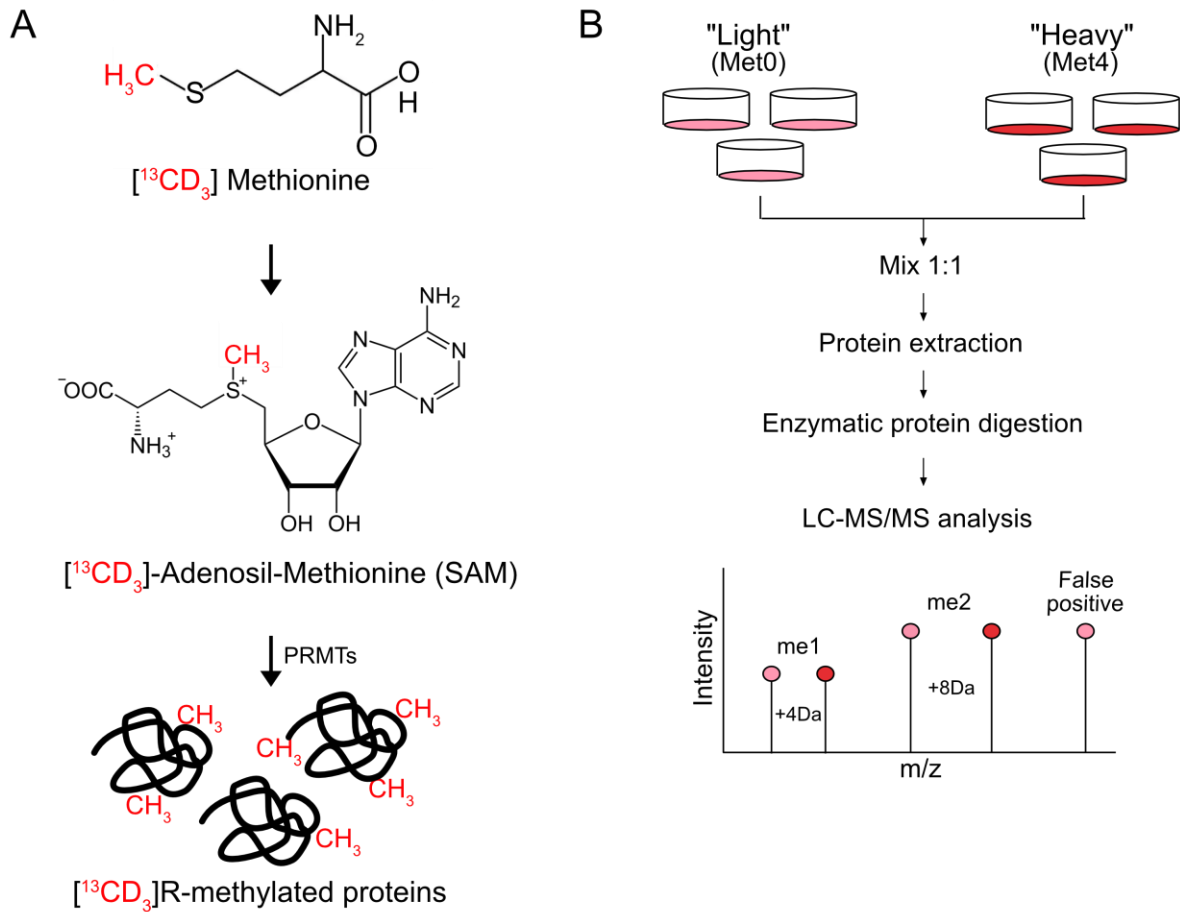 A
NH₂
H₃C
S
O
H
O
[¹³CD₃] Methionine
NH₂
CH₃
N
N
⁻OOC
S⁺
N
N
O
NH₃⁺
OH
OH
[¹³CD₃]-Adenosil-Methionine (SAM)
PRMTs
CH₃
CH₃
CH₃
CH₃
CH₃
CH₃
[¹³CD₃]R-methylated proteins
B
"Light"
(Met0)
"Heavy"
(Met4)
Mix 1:1
Protein extraction
Enzymatic protein digestion
LC-MS/MS analysis
False
positive
me2
me1
+8Da
+4Da
Intensity
m/z